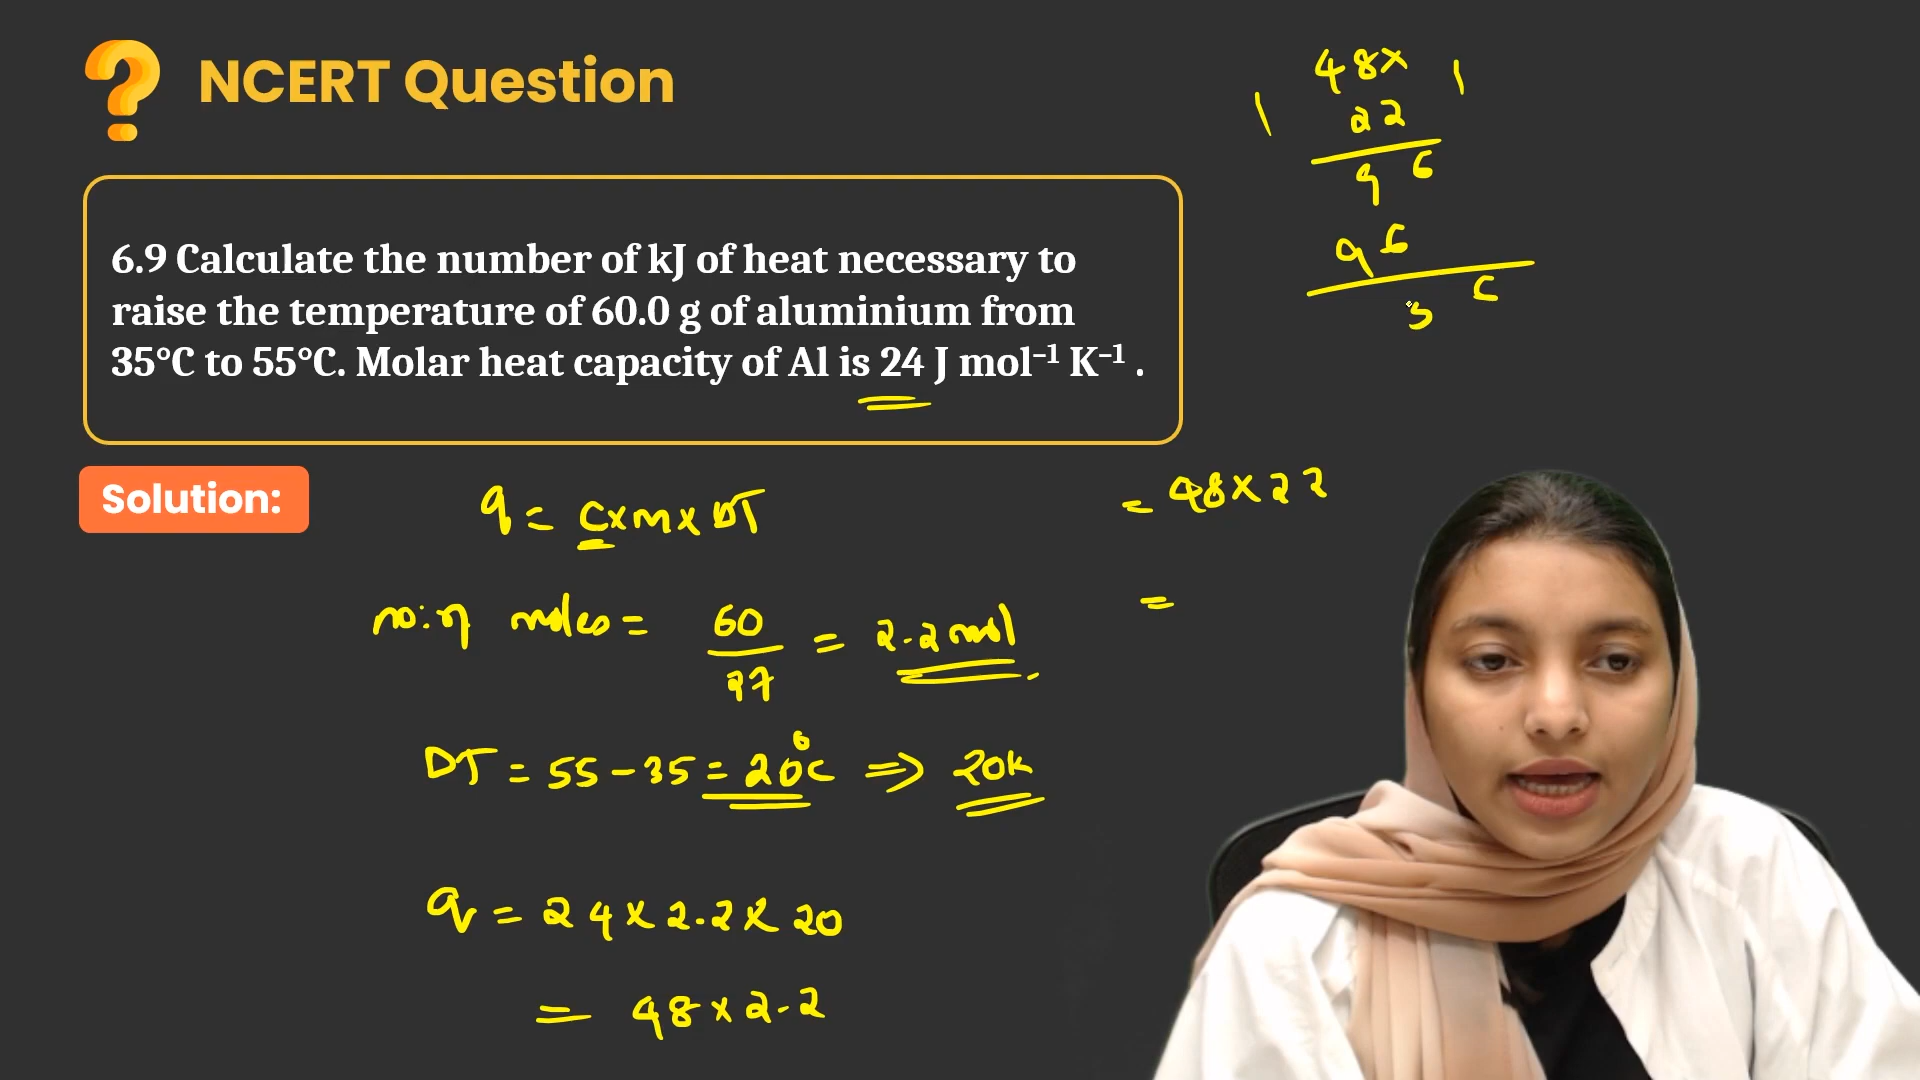 NCERT Question
6.9 Calculate the number of kJ of heat necessary to
raise the temperature of 60.0 g of aluminium from
35°C to 55°C. Molar heat capacity of Al is 24 J mol⁻¹ K⁻¹ .
Solution:
q = c x m x DT
no: of moles = 60/27 = 2.2 mol
DT = 55 - 35 = 20°C ⇒ 20K
q = 24 x 2.2 x 20
= 48 x 2.2
48 x
22
96
96
36
= 48 x 22
=